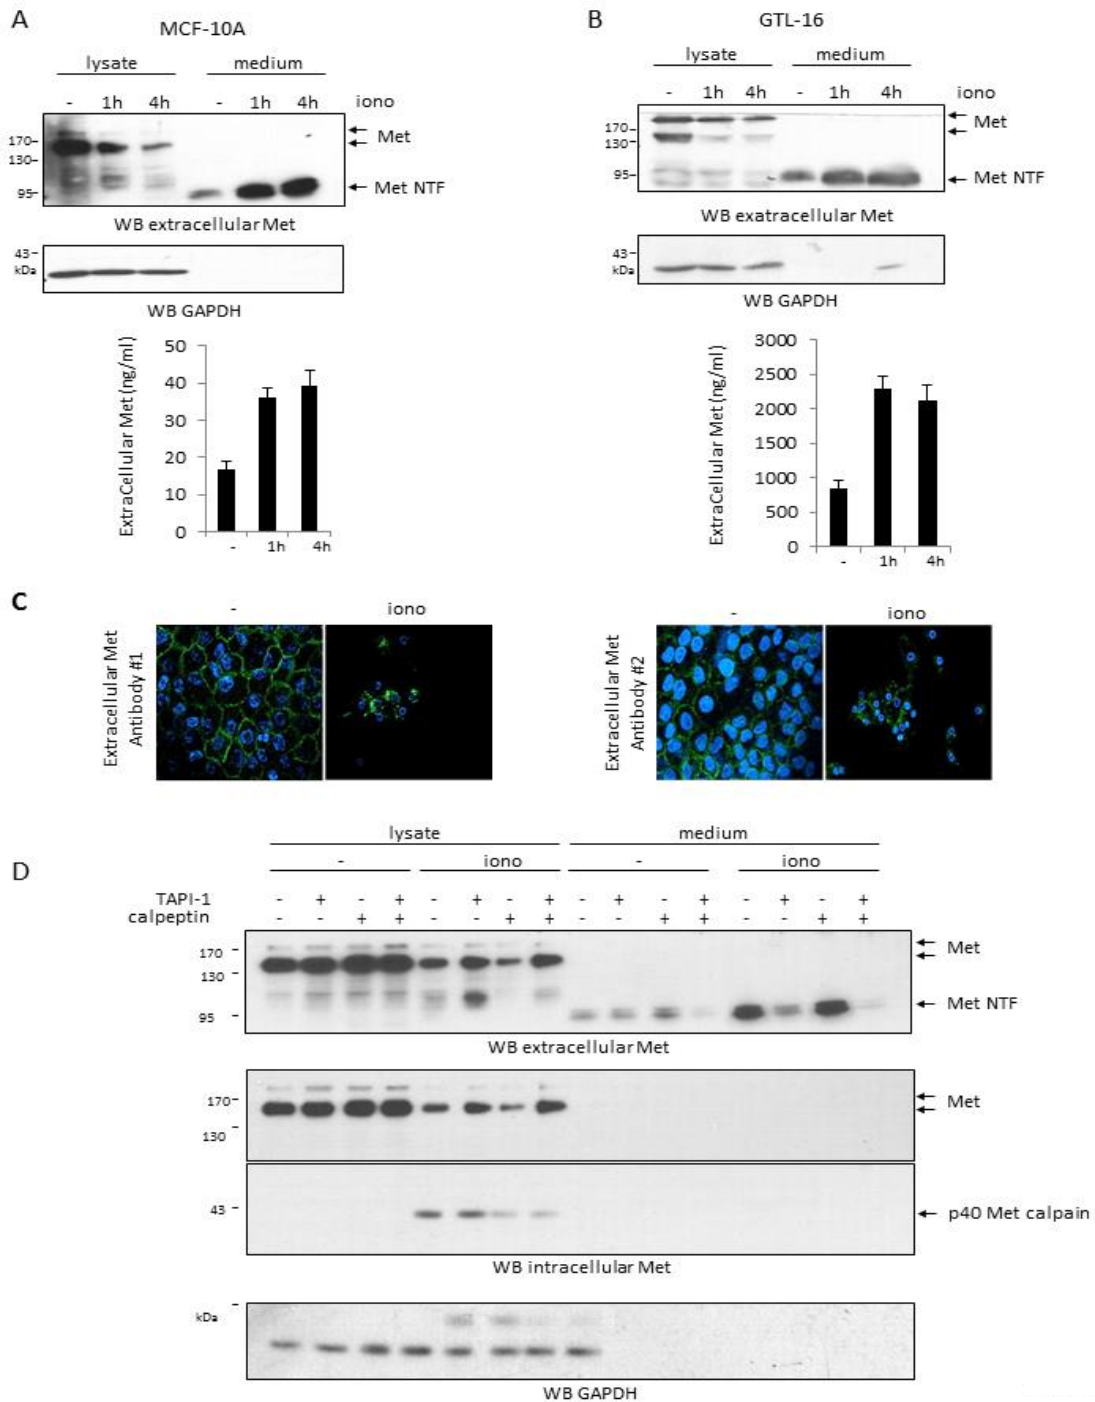 A
MCF-10A
lysate medium
- 1h 4h - 1h 4h iono
170–
130–
95–
Met
Met NTF
WB extracellular Met
43–
kDa
WB GAPDH
ExtraCellular Met (ng/ml)
50
40
30
20
10
0
- 1h 4h
B
GTL-16
lysate medium
- 1h 4h - 1h 4h iono
170–
130–
95–
Met
Met NTF
WB exatracellular Met
43–
kDa
WB GAPDH
ExtraCellular Met (ng/ml)
3000
2500
2000
1500
1000
500
0
- 1h 4h
C
- iono
Extracellular Met
Antibody #1
- iono
Extracellular Met
Antibody #2
D
lysate medium
- iono - iono
TAPI-1 - + - + - + - + - + - + - + - +
calpeptin - - + + - - + + - - + + - - + +
170 –
130 –
95 –
Met
Met NTF
WB extracellular Met
170 –
130 –
Met
43 –
p40 Met calpain
WB intracellular Met
kDa –
WB GAPDH